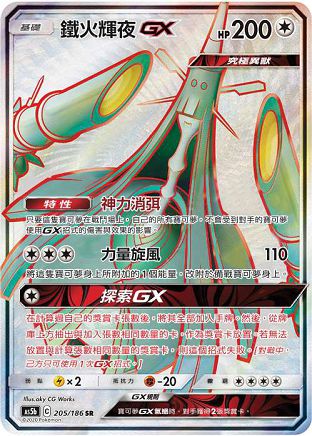 基礎 鐵火輝夜GX HP200
究極異獸
特性 神力消弭
只要這隻寶可夢在戰鬥場上，自己的所有寶可夢，不會受到對手的寶可夢
使用GX招式的傷害與效果的影響。
力量旋風 110
將這隻寶可夢身上所附加的1個能量，改附於備戰寶可夢身上。
探索GX
在計算過自己的獎賞卡張數後，將其全部加入手牌。然後，從牌
庫上方抽出與加入張數相同數量的卡，作為獎賞卡放置。若無法
放置與計算張數相同數量的獎賞卡，則這個招式失敗。［對戰中，
己方只可使用1次GX招式。］
弱點 ×2 抵抗力 -20 撤退
Illus.aky CG Works GX規則
AS5b C 205/186 SR 寶可夢GX氣絕時，對手獲得2張獎賞卡。
©2020 Pokémon